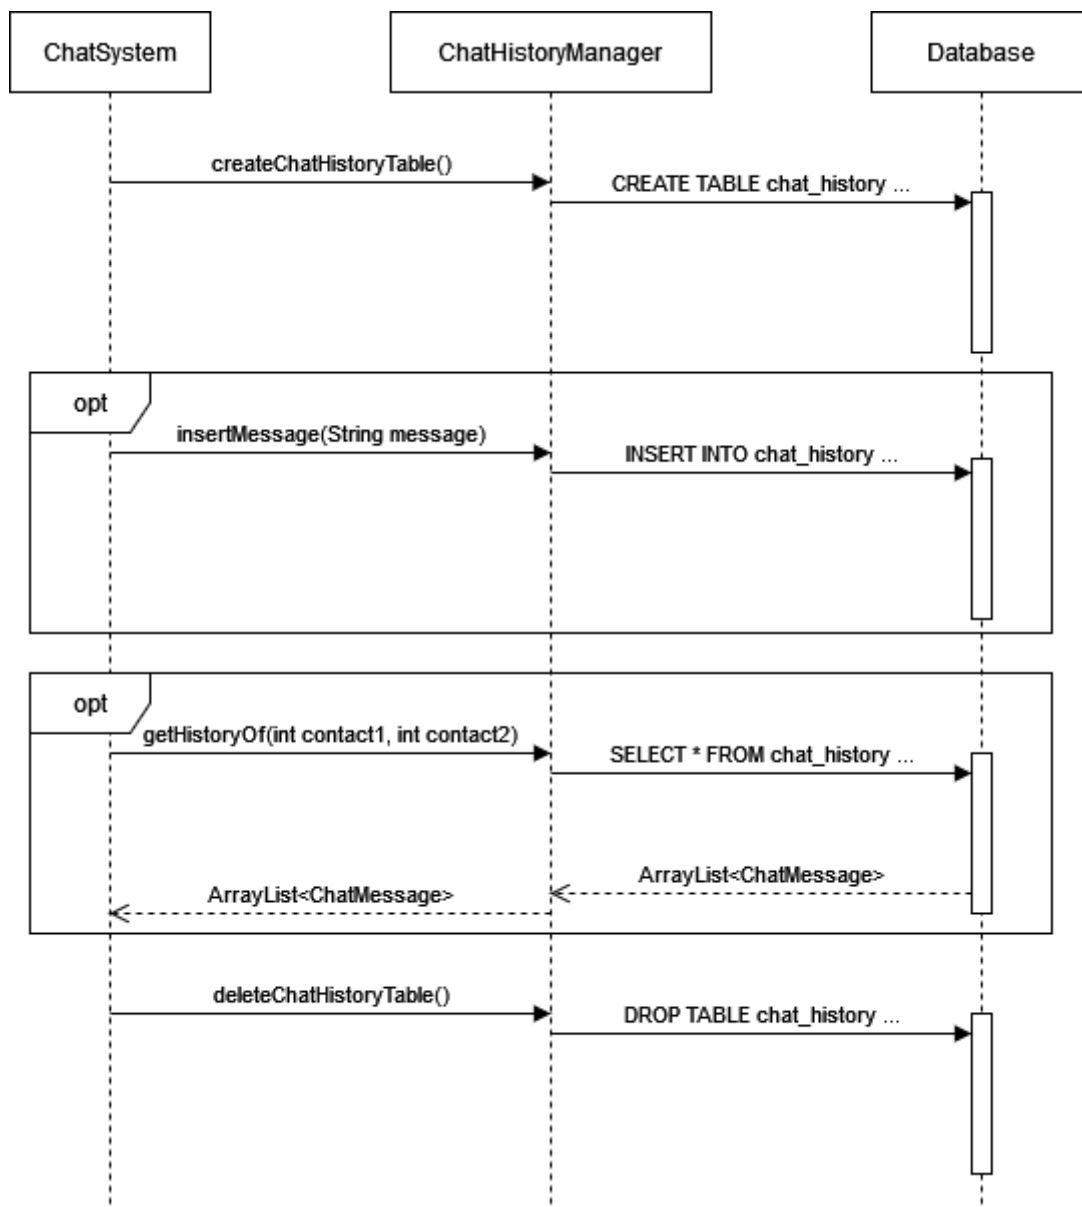 ChatSystem
ChatHistoryManager
Database
createChatHistoryTable()
CREATE TABLE chat_history ...
opt
insertMessage(String message)
INSERT INTO chat_history ...
opt
getHistoryOf(int contact1, int contact2)
SELECT * FROM chat_history ...
ArrayList<ChatMessage>
ArrayList<ChatMessage>
deleteChatHistoryTable()
DROP TABLE chat_history ...